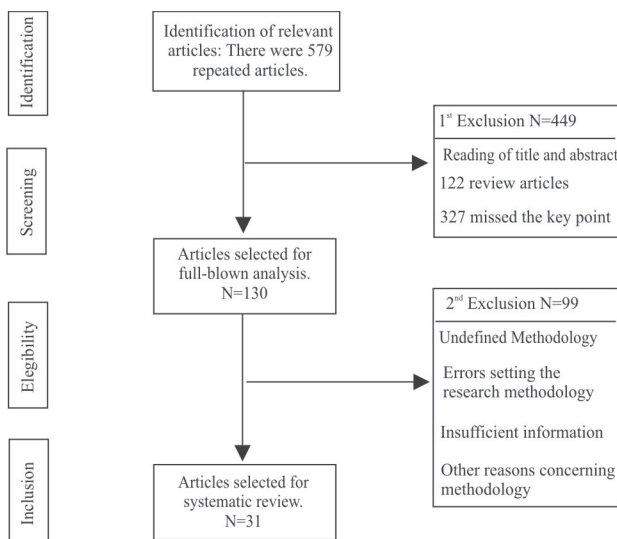 Identification
Identification of relevant
articles: There were 579
repeated articles.
1st Exclusion N=449
Reading of title and abstract
122 review articles
327 missed the key point
Screening
Articles selected for
full-blown analysis.
N=130
2nd Exclusion N=99
Undefined Methodology
Errors setting the
research methodology
Insufficient information
Other reasons concerning
methodology
Elegibility
Articles selected for
systematic review.
N=31
Inclusion